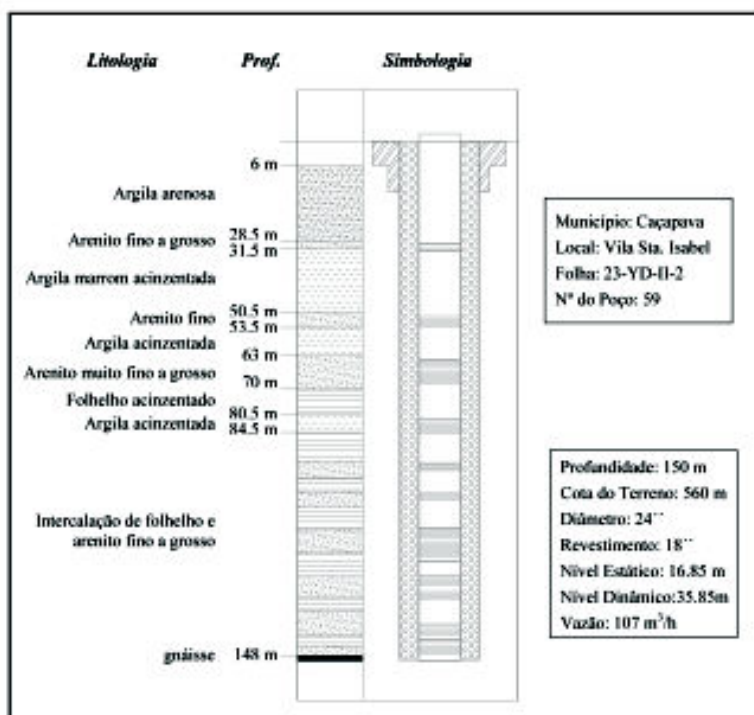 Litologia Prof. Simbologia
6 m
Argila arenosa
28.5 m
Arenito fino a grosso
31.5 m
Argila marrom acinzentada
50.5 m
Arenito fino
53.5 m
Argila acinzentada
63 m
Arenito muito fino a grosso
70 m
Folhelho acinzentado
80.5 m
Argila acinzentada
84.5 m
Intercalação de folhelho e
arenito fino a grosso
gnáisse 148 m
Município: Caçapava
Local: Vila Sta. Isabel
Folha: 23-YD-II-2
Nº do Poço: 59
Profundidade: 150 m
Cota do Terreno: 560 m
Diâmetro: 24´´
Revestimento: 18´´
Nível Estático: 16.85 m
Nível Dinâmico:35.85m
Vazão: 107 m³/h